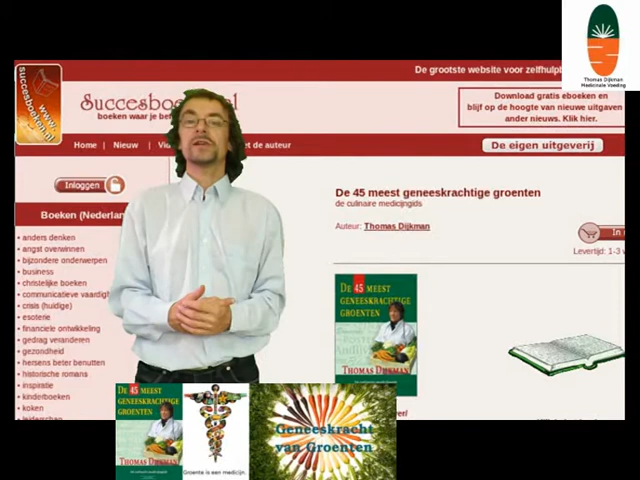 Thomas Dijkman
Medicinale Voeding
www.
succesboeken.nl
De grootste website voor zelfhulp
boeken waar je be
Download gratis eboeken en
blijf op de hoogte van nieuwe uitgaven
ander nieuws. Klik hier.
Home | Nieuw |
et de auteur
De eigen uitgeverij
Inloggen
Boeken (Nederlan
• anders denken
• angst overwinnen
• bijzondere onderwerpen
• business
• christelijke boeken
• communicatieve vaardigh
• crisis (huidige)
• esoterie
• financiele ontwikkeling
• gedrag veranderen
• gezondheid
• hersens beter benutten
• historische romans
• inspiratie
• kinderboeken
• koken
De 45 meest geneeskrachtige groenten
de culinaire medicijngids
Auteur: Thomas Dijkman
In
Levertijd: 1-3 w
De 45 meest
geneeskrachtige
groenten
Thomas Dijkman
De 45 meest
geneeskrachtige
groenten
Thomas Dijkman
Groente is een medicijn.
Geneeskracht
van Groenten